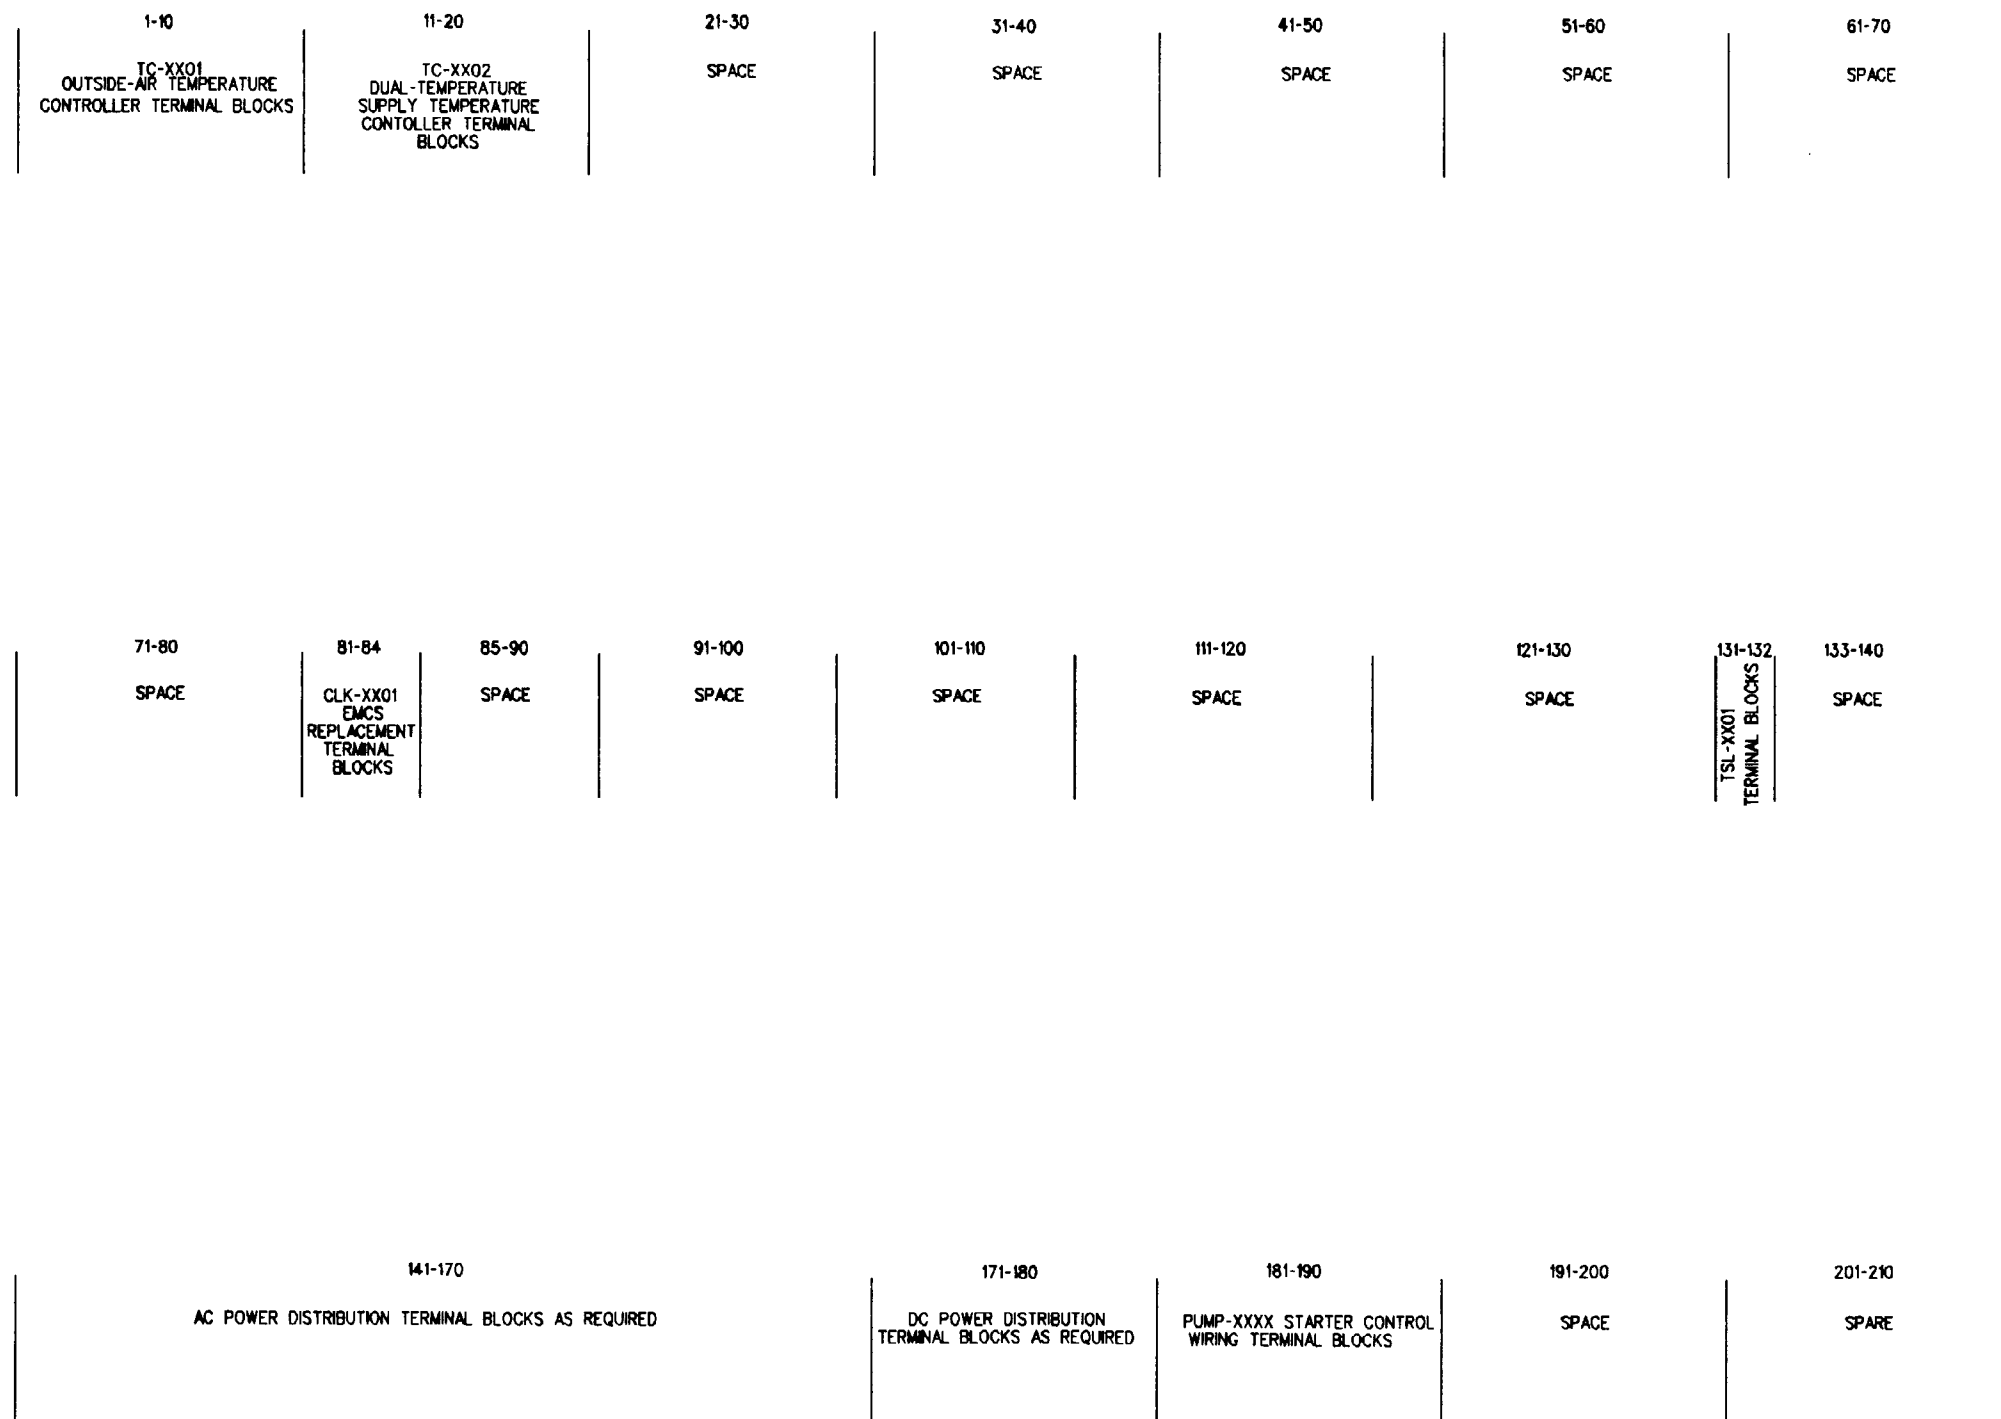 1-10
TC-XX01
OUTSIDE-AIR TEMPERATURE
CONTROLLER TERMINAL BLOCKS
11-20
TC-XX02
DUAL-TEMPERATURE
SUPPLY TEMPERATURE
CONTOLLER TERMINAL
BLOCKS
21-30
SPACE
31-40
SPACE
41-50
SPACE
51-60
SPACE
61-70
SPACE
71-80
SPACE
81-84
CLK-XX01
EMCS
REPLACEMENT
TERMINAL
BLOCKS
85-90
SPACE
91-100
SPACE
101-110
SPACE
111-120
SPACE
121-130
SPACE
131-132
TSL-XX01
TERMINAL BLOCKS
133-140
SPACE
141-170
AC POWER DISTRIBUTION TERMINAL BLOCKS AS REQUIRED
171-180
DC POWER DISTRIBUTION
TERMINAL BLOCKS AS REQUIRED
181-190
PUMP-XXXX STARTER CONTROL
WIRING TERMINAL BLOCKS
191-200
SPACE
201-210
SPARE